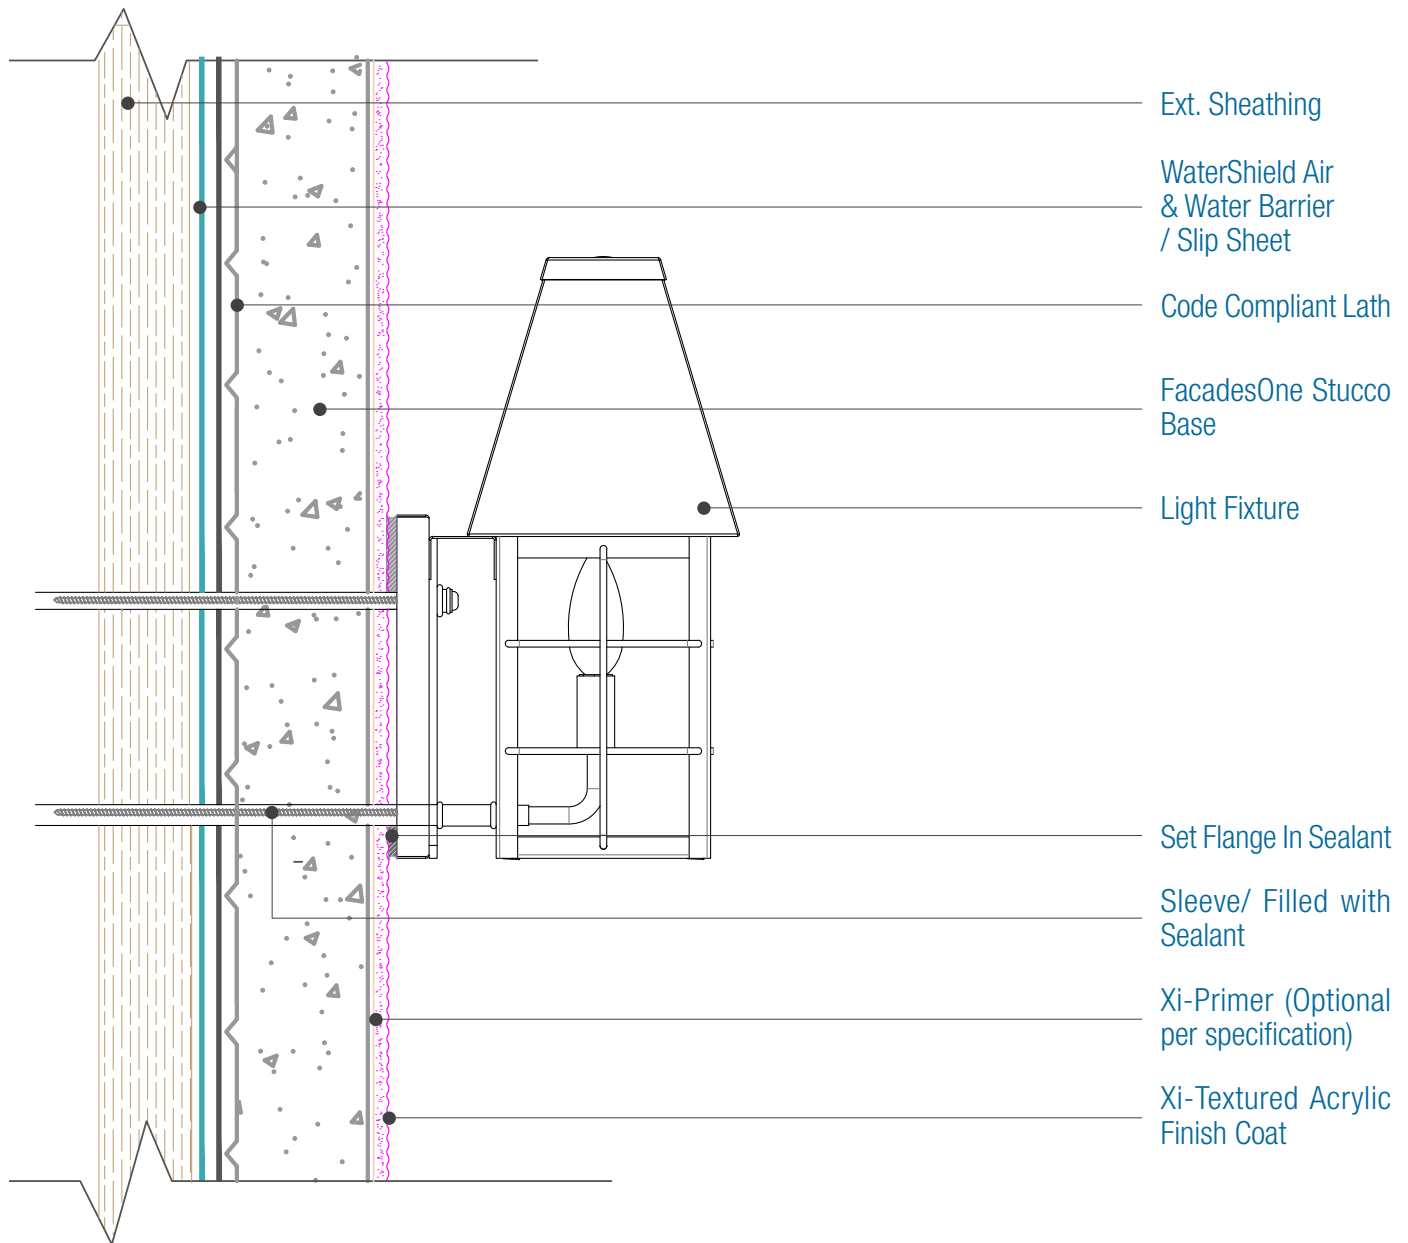 Ext. Sheathing
WaterShield Air
& Water Barrier
/ Slip Sheet
Code Compliant Lath
FacadesOne Stucco
Base
Light Fixture
Set Flange In Sealant
Sleeve/ Filled with
Sealant
Xi-Primer (Optional
per specification)
Xi-Textured Acrylic
Finish Coat